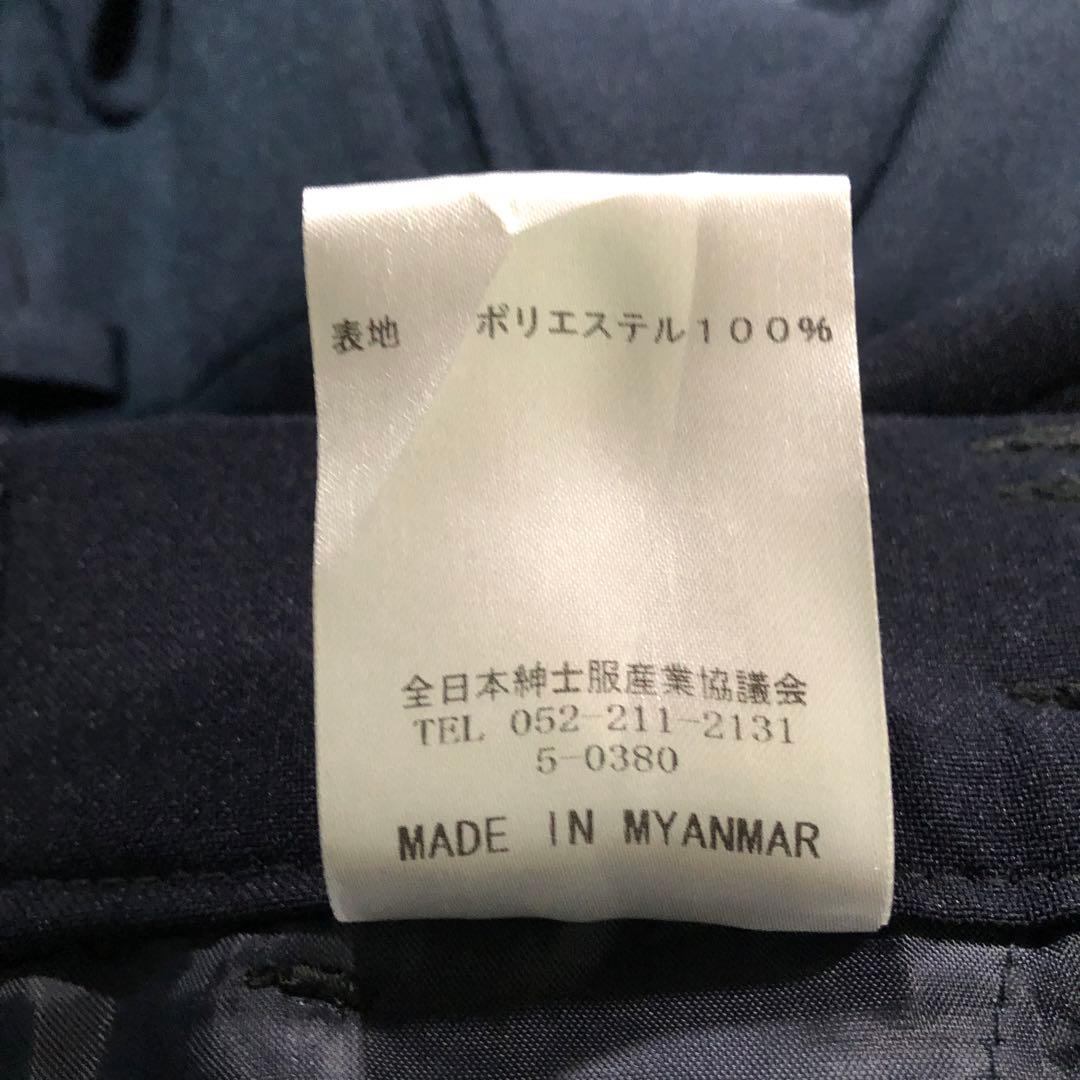 表地 ポリエステル100%
全日本紳士服産業協議会
TEL 052-211-2131
5-0380
MADE IN MYANMAR